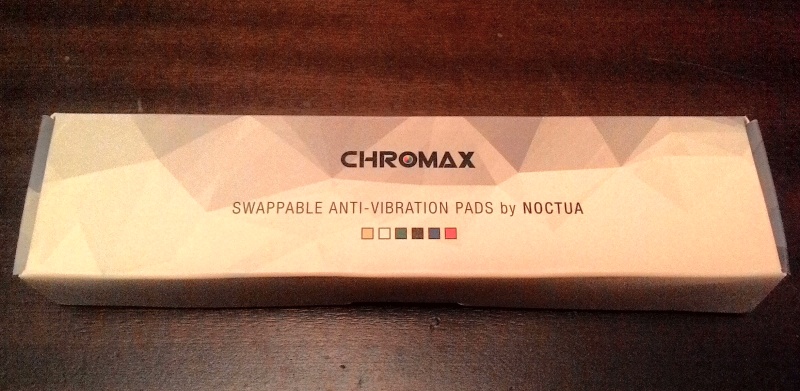 CHROMAX
SWAPPABLE ANTI-VIBRATION PADS by NOCTUA